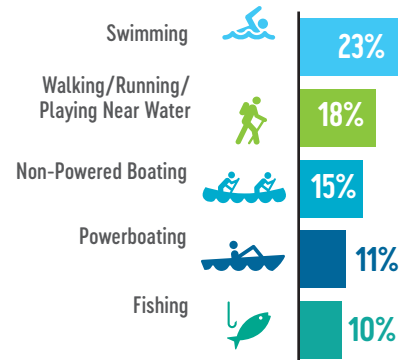 Swimming
23%
Walking/Running/
Playing Near Water
18%
Non-Powered Boating
15%
Powerboating
11%
Fishing
10%